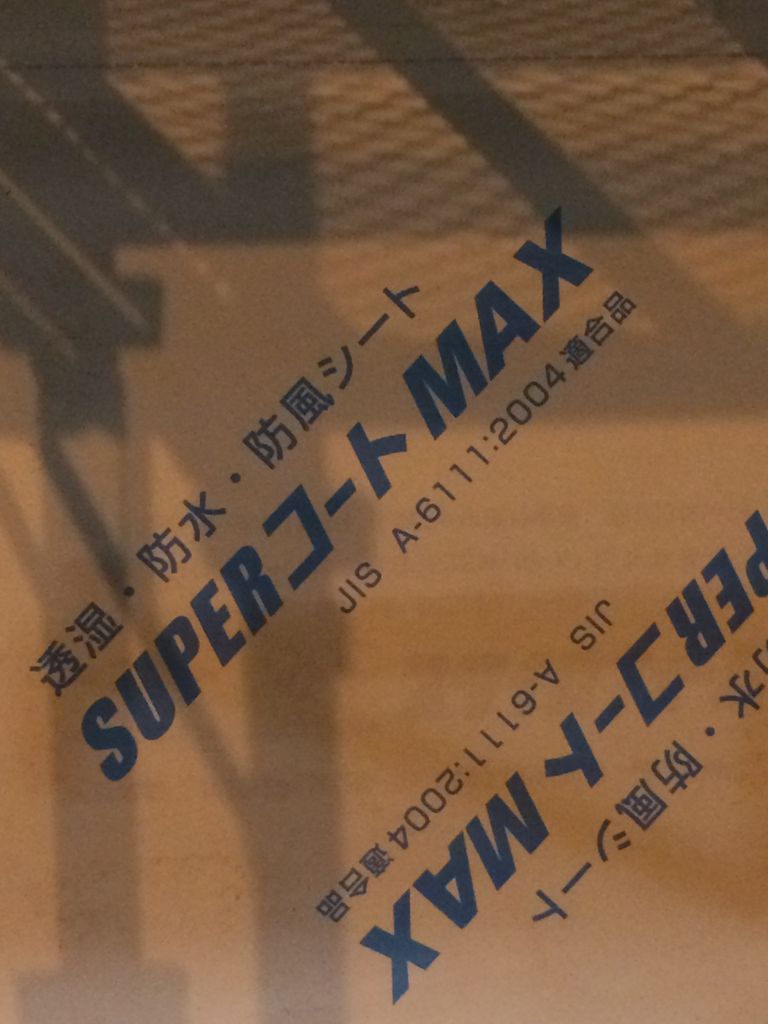 透湿・防水・防風シート
SUPERコートMAX
JIS A-6111:2004適合品
JIS A-6111:2004適合品
PERコートMAX
水・防風シート